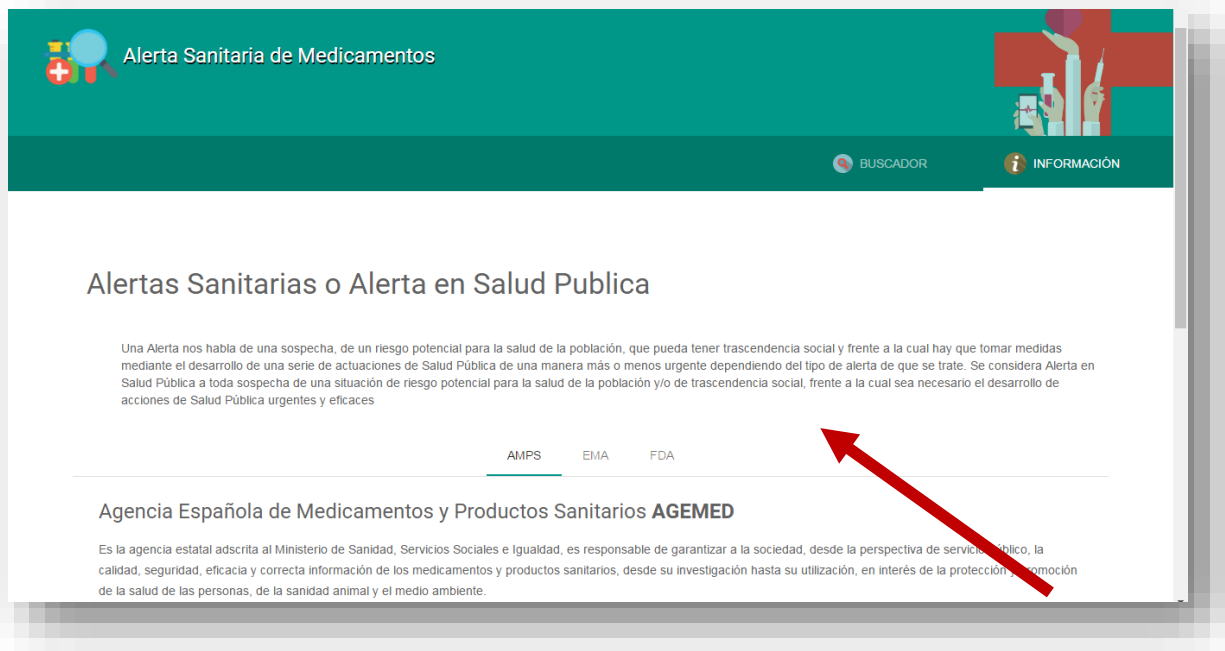 Alerta Sanitaria de Medicamentos
BUSCADOR
INFORMACIÓN
Alertas Sanitarias o Alerta en Salud Publica
Una Alerta nos habla de una sospecha, de un riesgo potencial para la salud de la población, que pueda tener trascendencia social y frente a la cual hay que tomar medidas
mediante el desarrollo de una serie de actuaciones de Salud Pública de una manera más o menos urgente dependiendo del tipo de alerta de que se trate. Se considera Alerta en
Salud Pública a toda sospecha de una situación de riesgo potencial para la salud de la población y/o de trascendencia social, frente a la cual sea necesario el desarrollo de
acciones de Salud Pública urgentes y eficaces
AMPS EMA FDA
Agencia Española de Medicamentos y Productos Sanitarios AGEMED
Es la agencia estatal adscrita al Ministerio de Sanidad, Servicios Sociales e Igualdad, es responsable de garantizar a la sociedad, desde la perspectiva de servicio público, la
calidad, seguridad, eficacia y correcta información de los medicamentos y productos sanitarios, desde su investigación hasta su utilización, en interés de la protección y promoción
de la salud de las personas, de la sanidad animal y el medio ambiente.